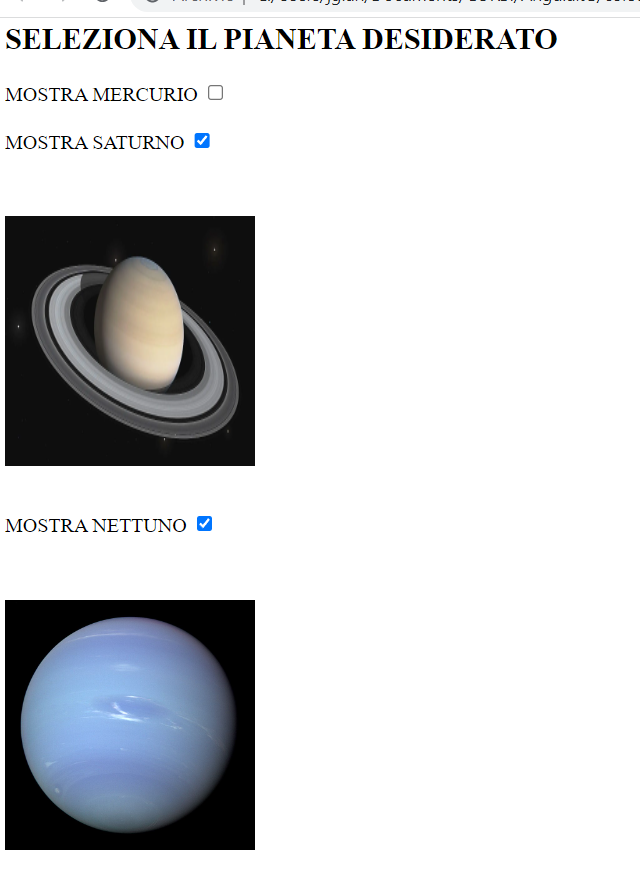 SELEZIONA IL PIANETA DESIDERATO
MOSTRA MERCURIO
MOSTRA SATURNO
MOSTRA NETTUNO